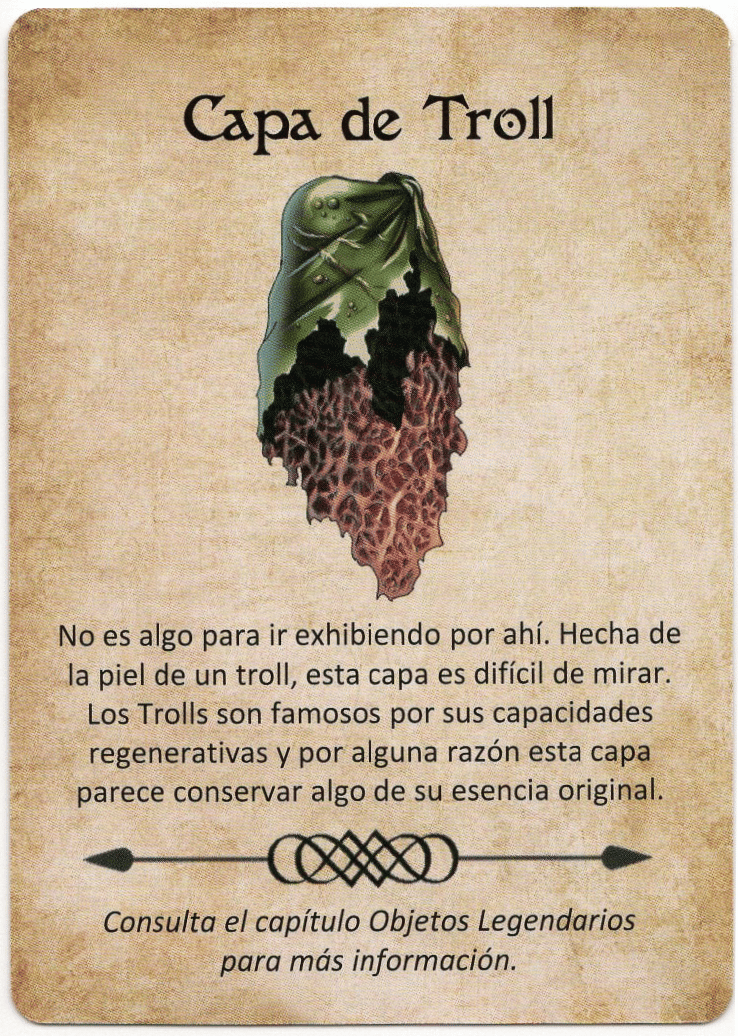 Capa de Troll
No es algo para ir exhibiendo por ahí. Hecha de
la piel de un troll, esta capa es difícil de mirar.
Los Trolls son famosos por sus capacidades
regenerativas y por alguna razón esta capa
parece conservar algo de su esencia original.
Consulta el capítulo Objetos Legendarios
para más información.